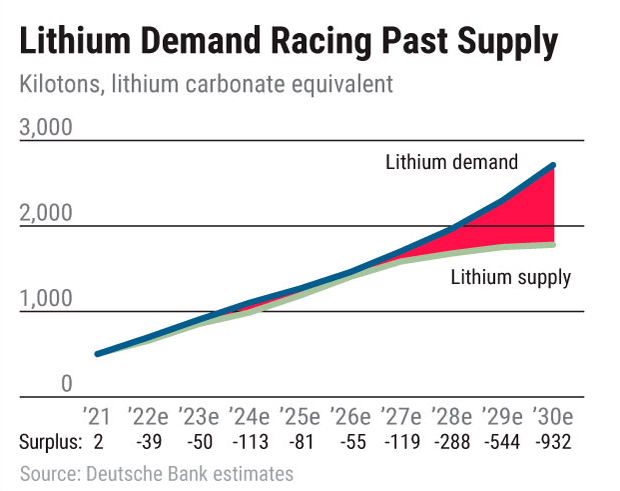 Lithium Demand Racing Past Supply
Kilotons, lithium carbonate equivalent
3,000
Lithium demand
2,000
Lithium supply
1,000
0
’21 ’22e ’23e ’24e ’25e ’26e ’27e ’28e ’29e ’30e
Surplus: 2 -39 -50 -113 -81 -55 -119 -288 -544 -932
Source: Deutsche Bank estimates